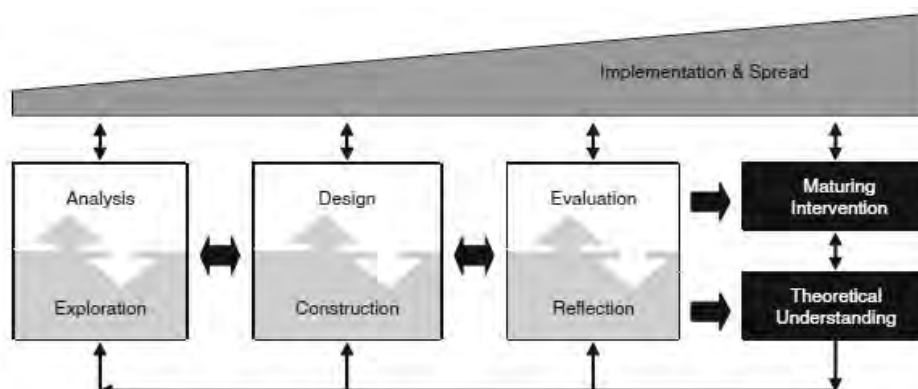 Implementation & Spread
Analysis
Exploration
Design
Construction
Evaluation
Reflection
Maturing
Intervention
Theoretical
Understanding